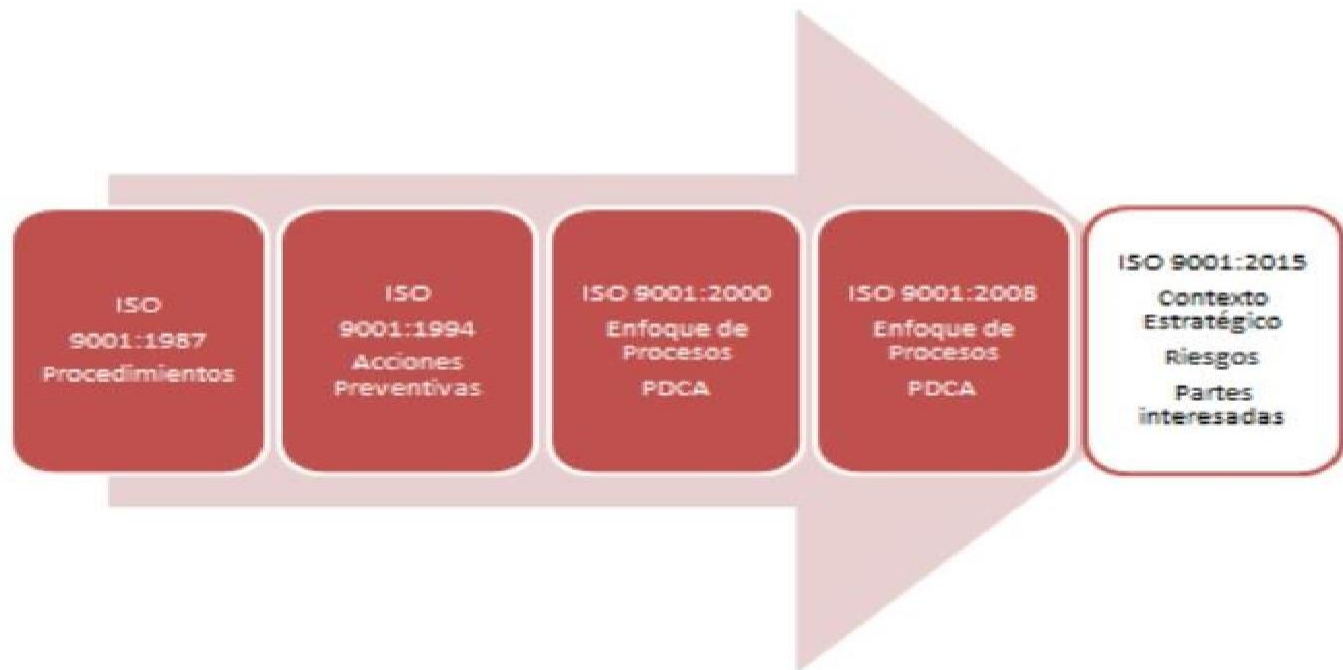 ISO
9001:1987
Procedimientos
ISO
9001:1994
Acciones
Preventivas
ISO 9001:2000
Enfoque de
Procesos
PDCA
ISO 9001:2008
Enfoque de
Procesos
PDCA
ISO 9001:2015
Contexto
Estratégico
Riesgos
Partes
interesadas